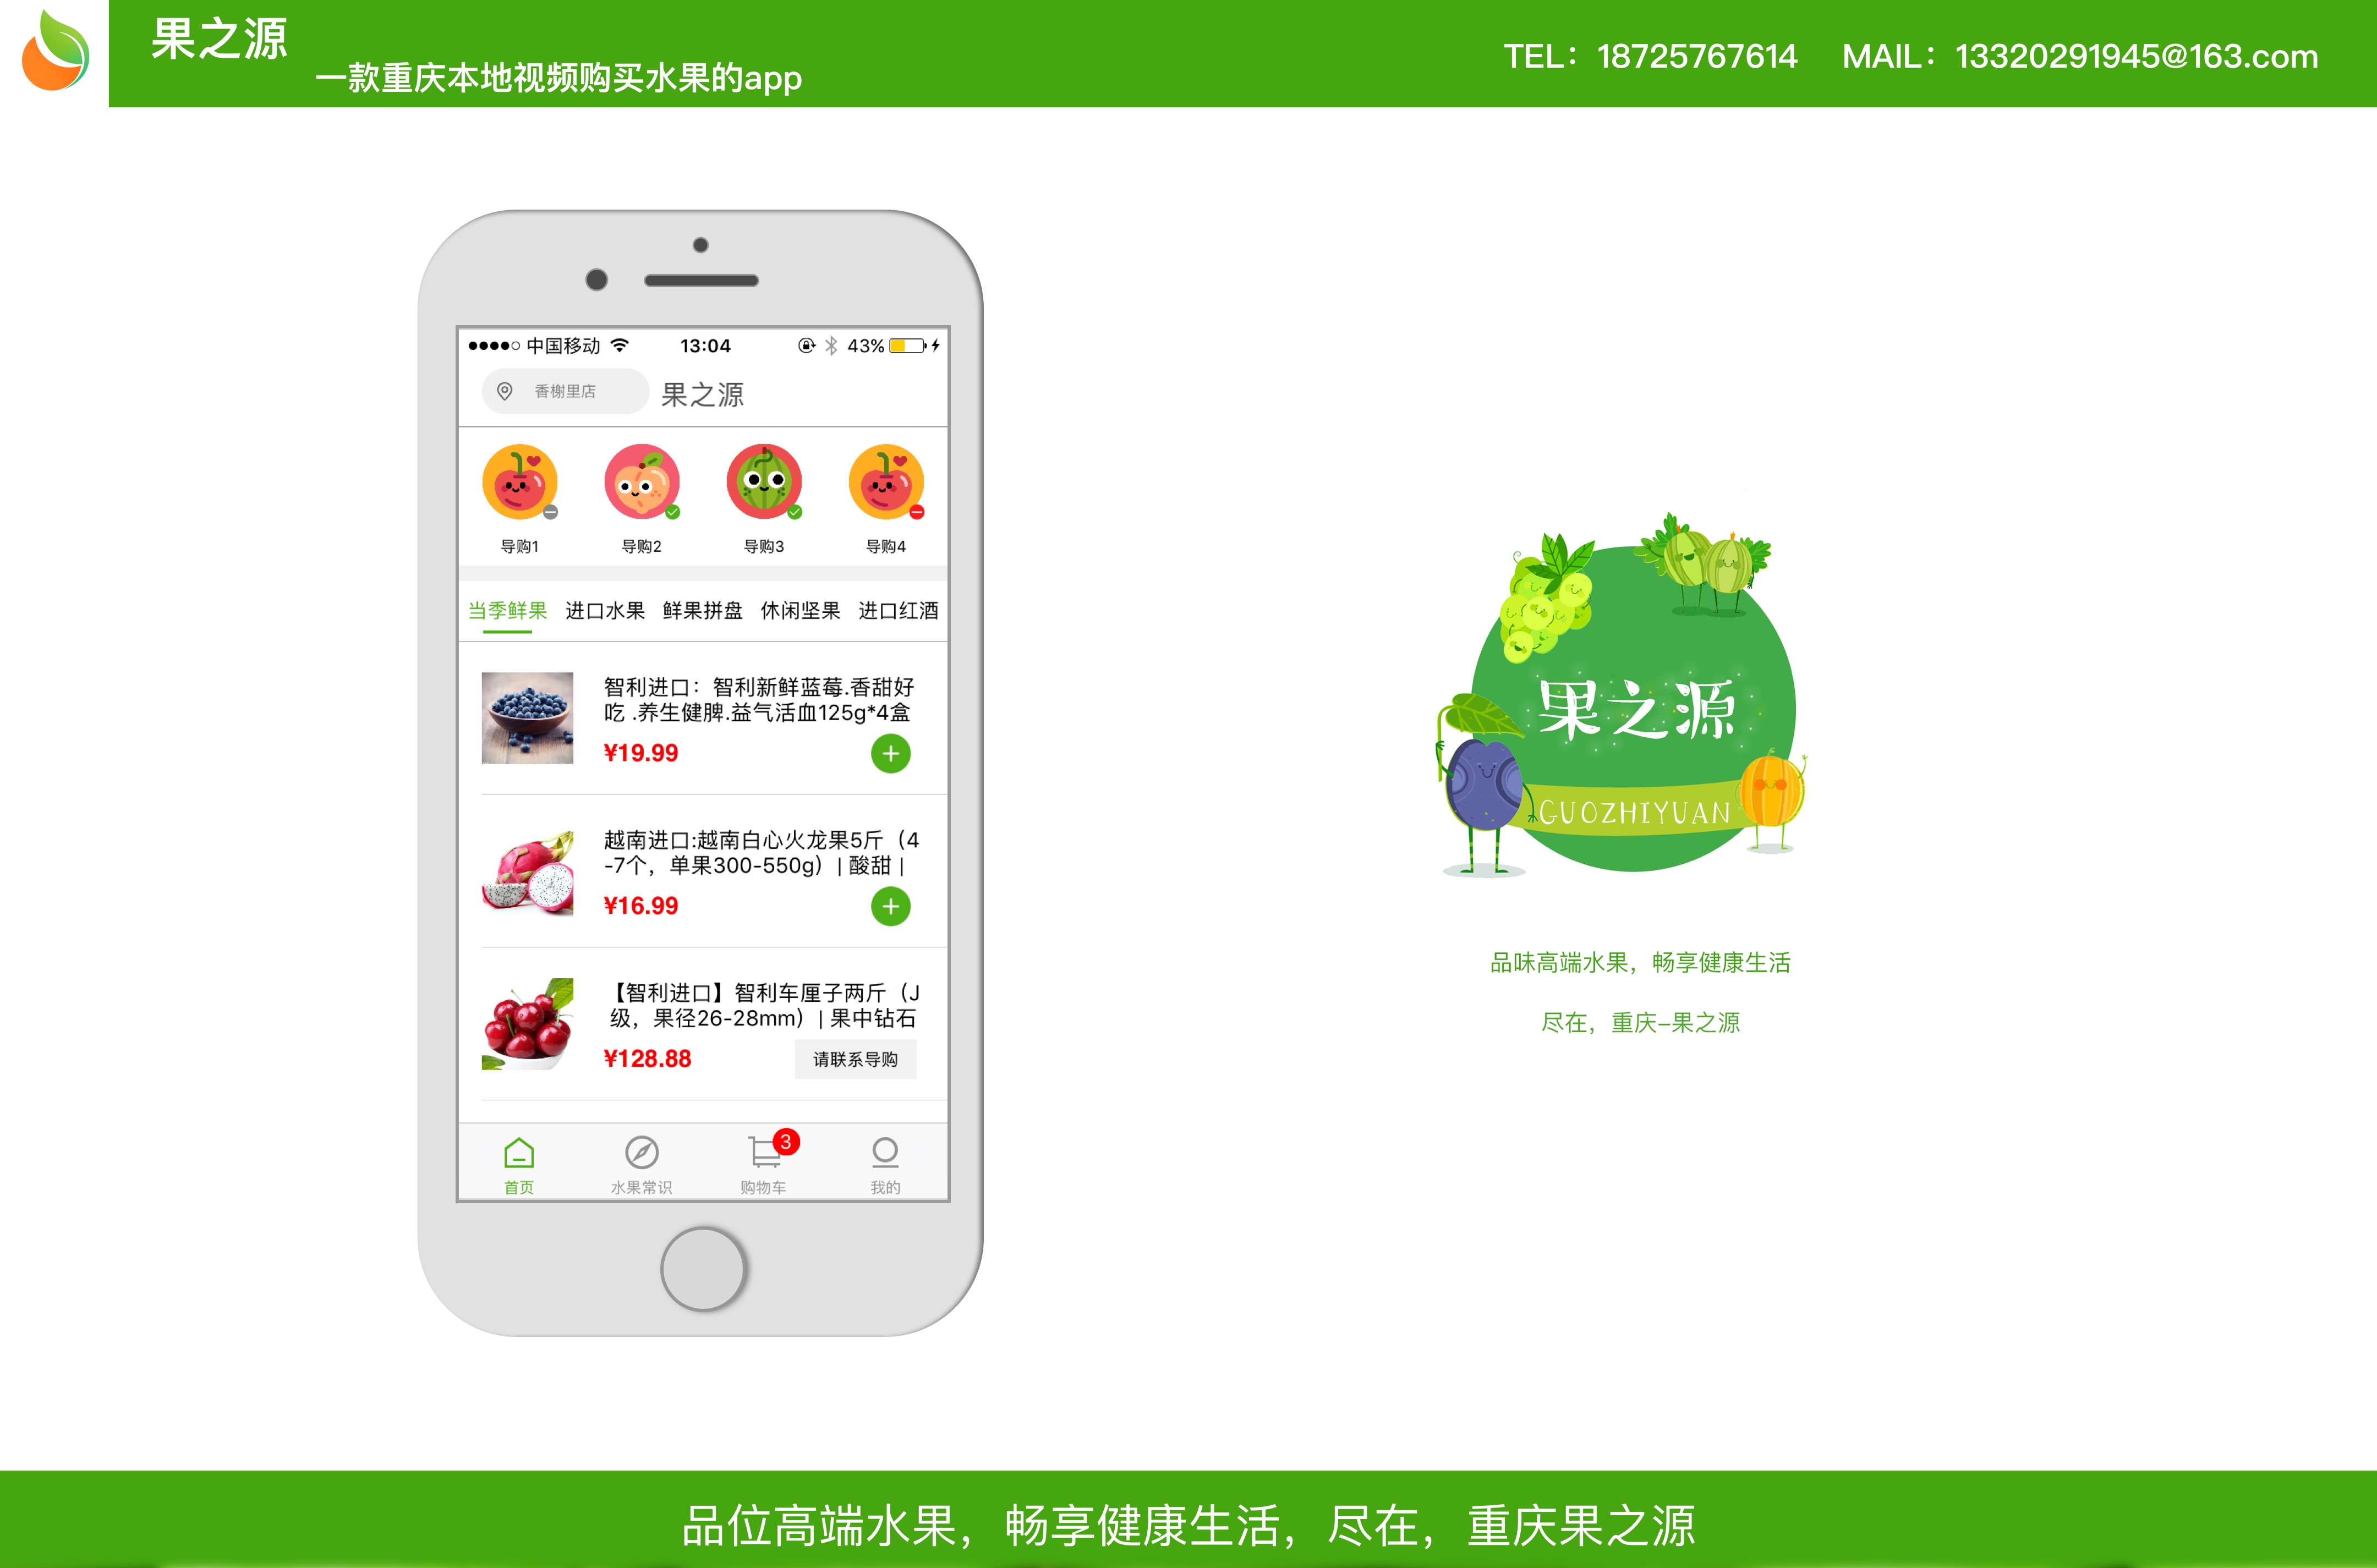 果之源
一款重庆本地视频购买水果的app
TEL：18725767614 MAIL：13320291945@163.com
中国移动 13:04 43%
香榭里店 果之源
导购1 导购2 导购3 导购4
当季鲜果 进口水果 鲜果拼盘 休闲坚果 进口红酒
智利进口：智利新鲜蓝莓.香甜好
吃 .养生健脾.益气活血125g*4盒
¥19.99
越南进口:越南白心火龙果5斤（4
-7个，单果300-550g）| 酸甜 |
¥16.99
【智利进口】智利车厘子两斤（J
级，果径26-28mm）| 果中钻石
¥128.88 请联系导购
3
首页 水果常识 购物车 我的
果之源
GUOZHIYUAN
品味高端水果，畅享健康生活
尽在，重庆–果之源
品位高端水果，畅享健康生活，尽在，重庆果之源